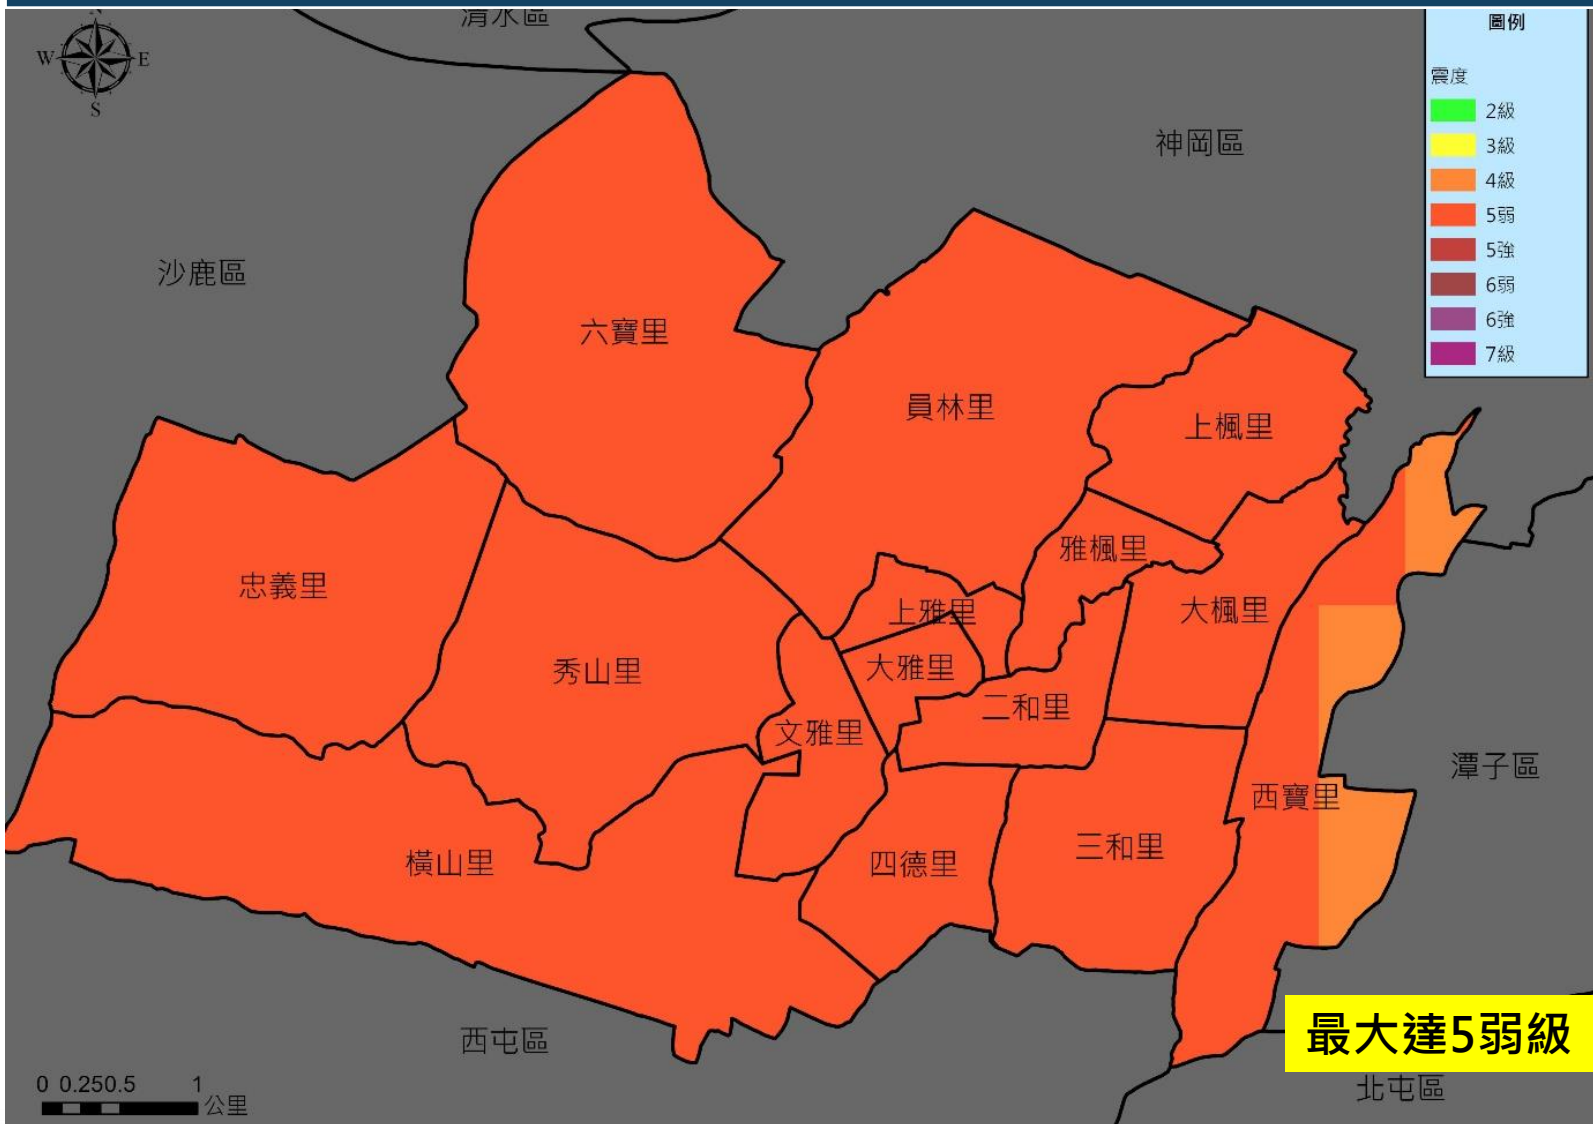 清水區
N
W E
S
圖例
震度
2級
3級
4級
5弱
5強
6弱
6強
7級
神岡區
沙鹿區
六寶里
員林里
上楓里
雅楓里
忠義里
上雅里
大楓里
秀山里
大雅里
二和里
文雅里
潭子區
西寶里
三和里
橫山里
四德里
西屯區
最大達5弱級
北屯區
0 0.250.5 1
公里